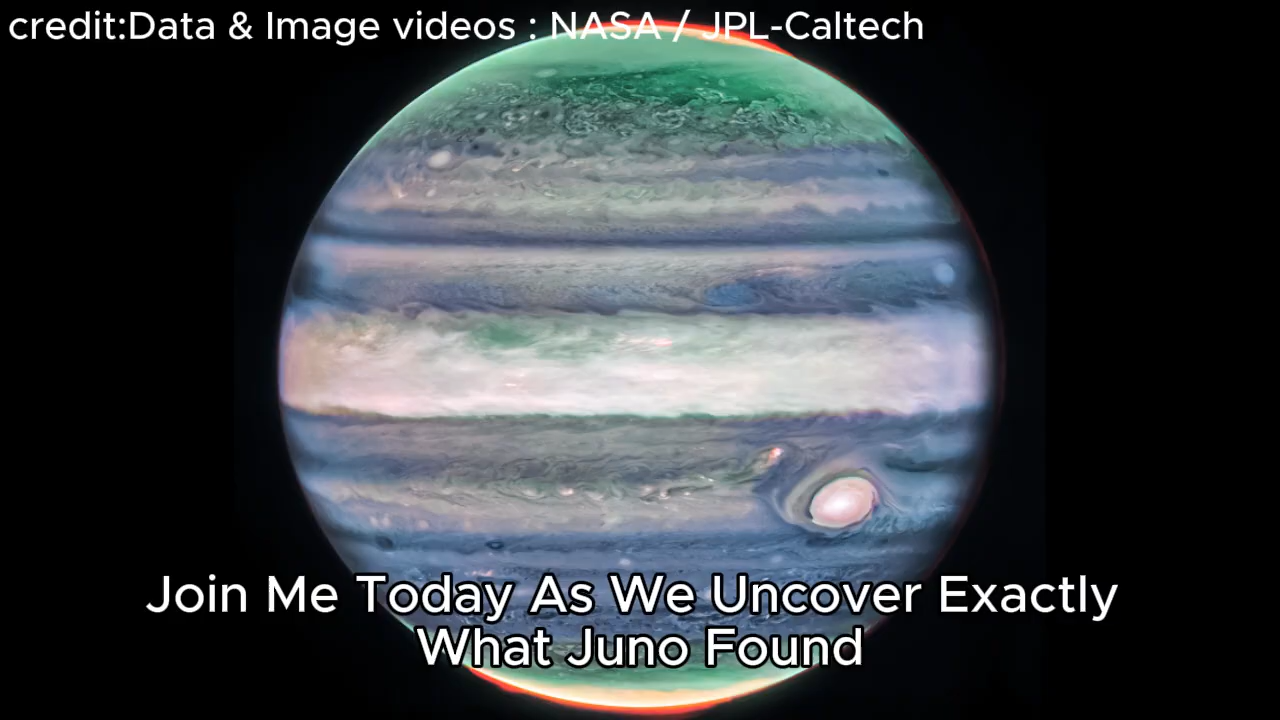 credit:Data & Image videos : NASA / JPL-Caltech
Join Me Today As We Uncover Exactly
What Juno Found